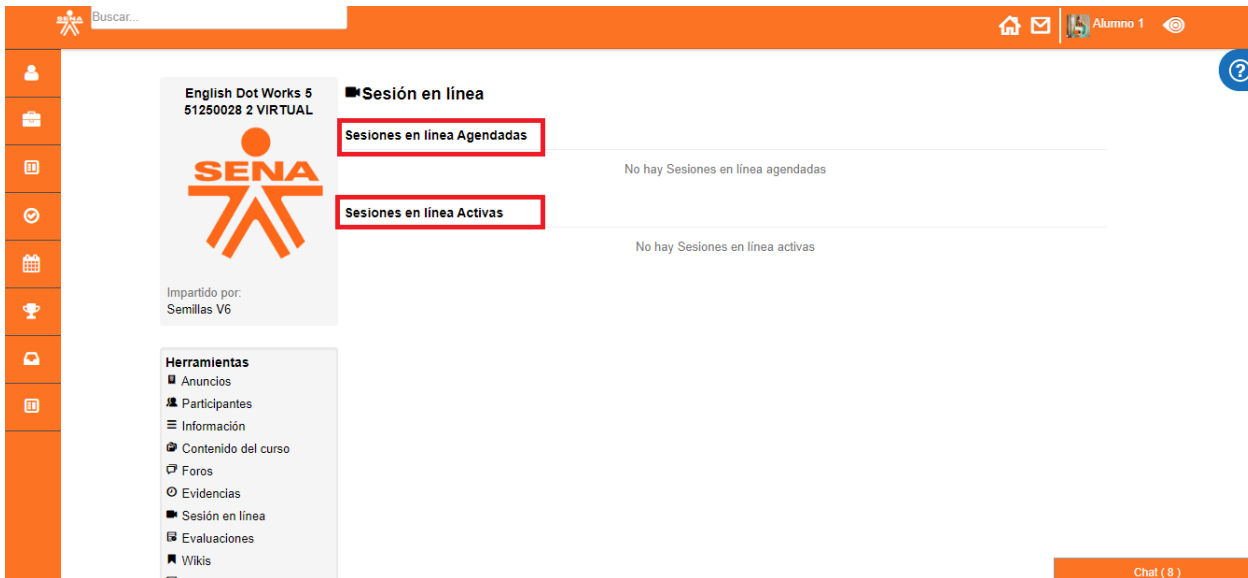 SENA
Buscar...
Alumno 1
English Dot Works 5
51250028 2 VIRTUAL
SENA
Impartido por:
Semillas V6
Herramientas
Anuncios
Participantes
Información
Contenido del curso
Foros
Evidencias
Sesión en línea
Evaluaciones
Wikis
Sesión en línea
Sesiones en línea Agendadas
No hay Sesiones en línea agendadas
Sesiones en línea Activas
No hay Sesiones en línea activas
Chat ( 8 )